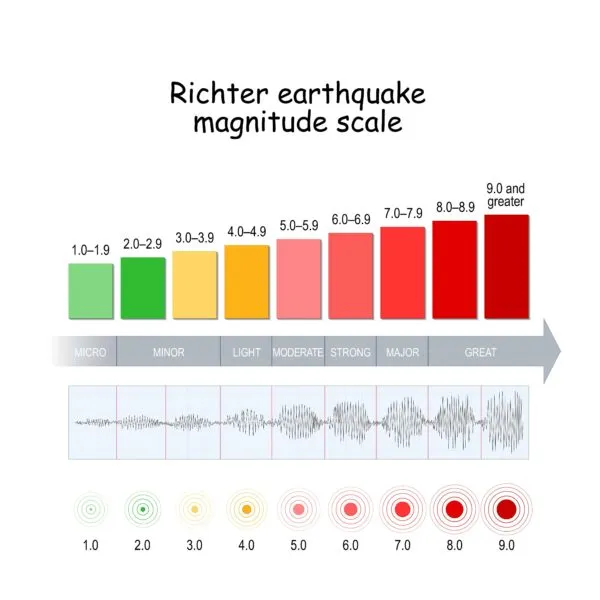 Richter earthquake
magnitude scale
1.0–1.9
2.0–2.9
3.0–3.9
4.0–4.9
5.0–5.9
6.0–6.9
7.0–7.9
8.0–8.9
9.0 and
greater
MICRO MINOR LIGHT MODERATE STRONG MAJOR GREAT
1.0 2.0 3.0 4.0 5.0 6.0 7.0 8.0 9.0